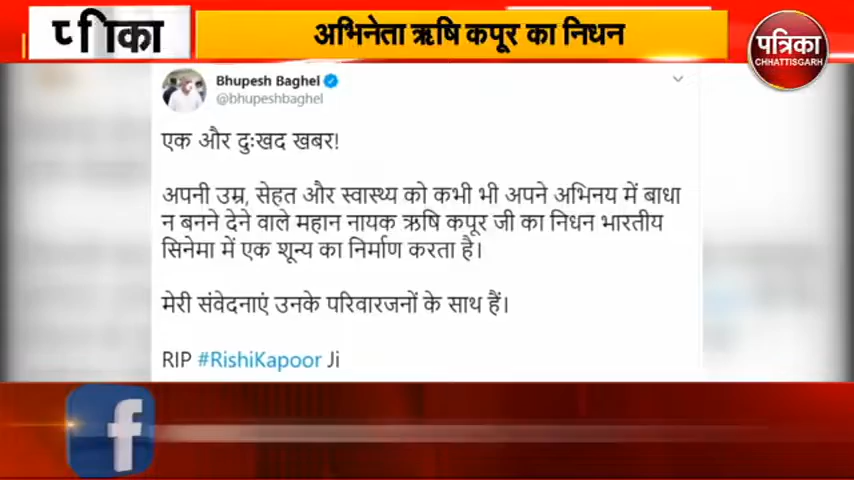 पत्रिका
अभिनेता ऋषि कपूर का निधन
पत्रिका
CHHATTISGARH
Bhupesh Baghel
@bhupeshbaghel
एक और दुःखद खबर!
अपनी उम्र, सेहत और स्वास्थ्य को कभी भी अपने अभिनय में बाधा
न बनने देने वाले महान नायक ऋषि कपूर जी का निधन भारतीय
सिनेमा में एक शून्य का निर्माण करता है।
मेरी संवेदनाएं उनके परिवारजनों के साथ हैं।
RIP #RishiKapoor Ji
f